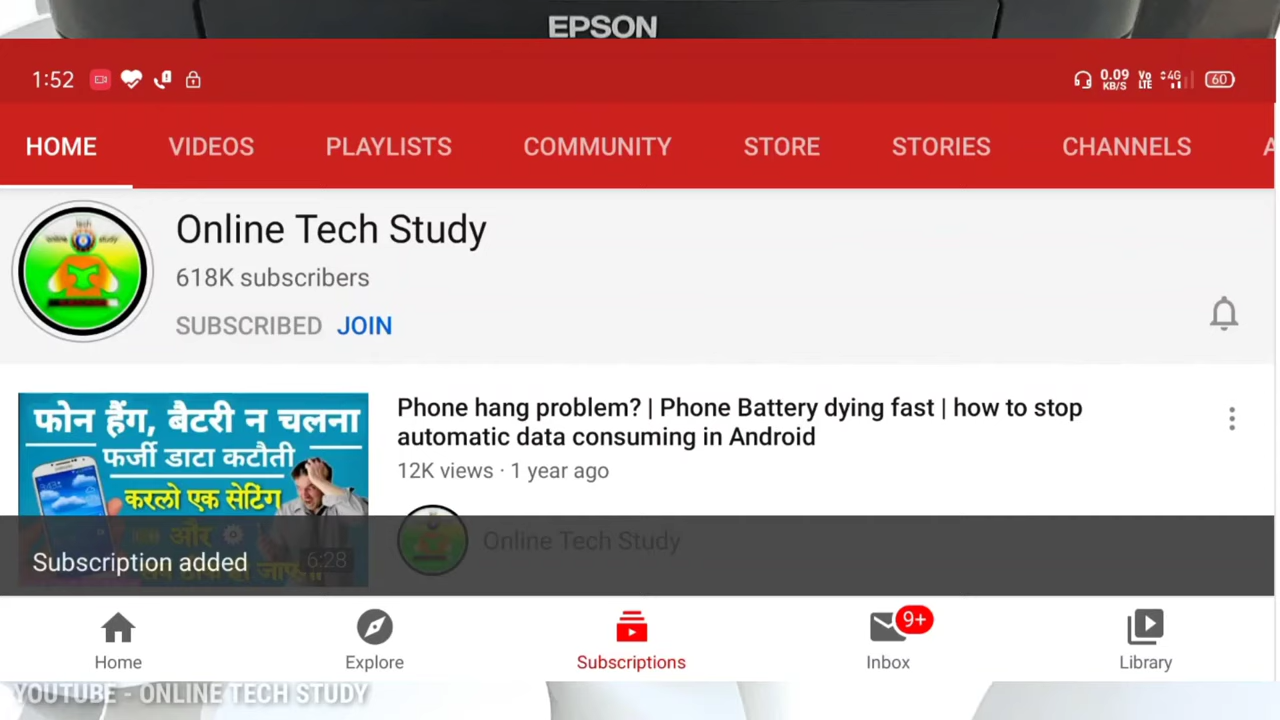 EPSON
1:52
0.09 KB/S Vo LTE 4G 60
HOME VIDEOS PLAYLISTS COMMUNITY STORE STORIES CHANNELS A
Online Tech Study
618K subscribers
SUBSCRIBED JOIN
फोन हैंग, बैटरी न चलना
फर्जी डाटा कटौती
करलो एक सेटिंग
और
Phone hang problem? | Phone Battery dying fast | how to stop
automatic data consuming in Android
12K views · 1 year ago
Online Tech Study
6:28
Subscription added
Home Explore Subscriptions Inbox 9+ Library
YOUTUBE - ONLINE TECH STUDY